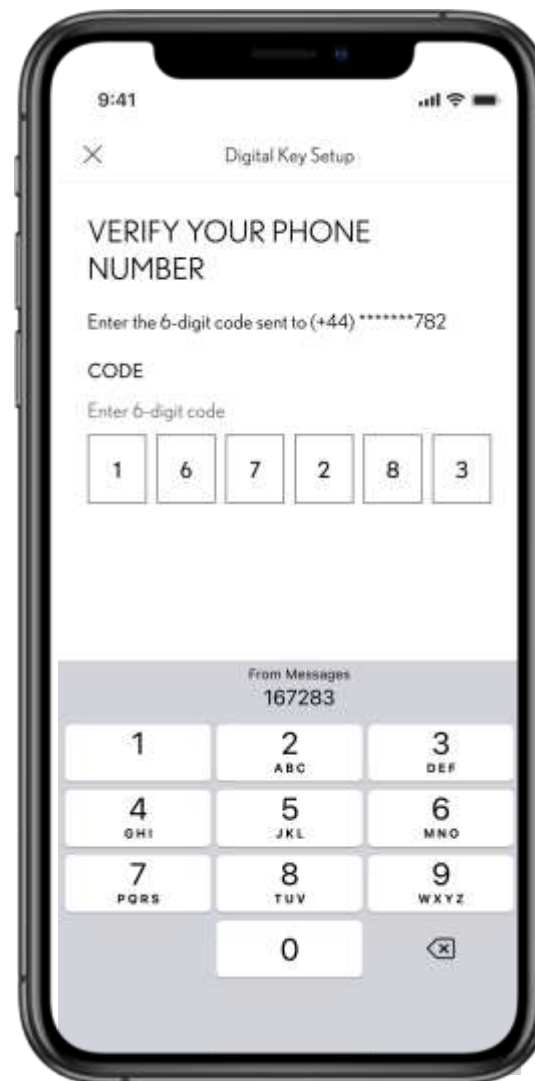 9:41
Digital Key Setup
VERIFY YOUR PHONE
NUMBER
Enter the 6-digit code sent to (+44) *******782
CODE
Enter 6-digit code
1 6 7 2 8 3
From Messages
167283
1 2 3
ABC DEF
4 5 6
GHI JKL MNO
7 8 9
PQRS TUV WXYZ
0